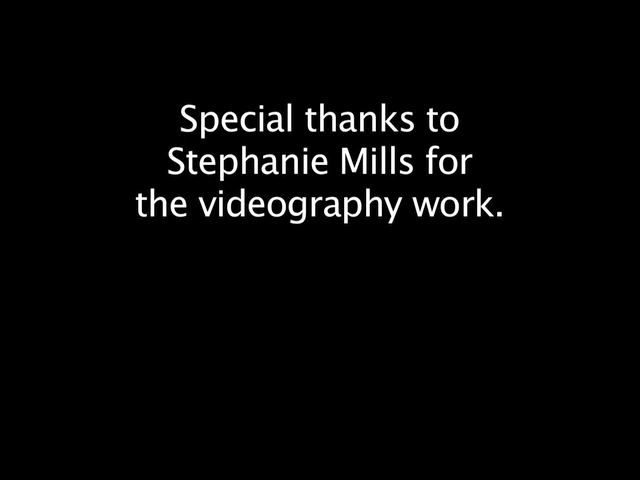 Special thanks to
Stephanie Mills for
the videography work.